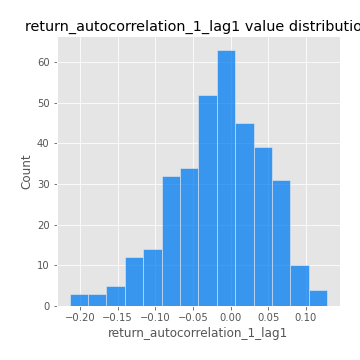 return_autocorrelation_1_lag1 value distributio
60
50
40
30
20
10
0
Count
−0.20 −0.15 −0.10 −0.05 0.00 0.05 0.10
return_autocorrelation_1_lag1